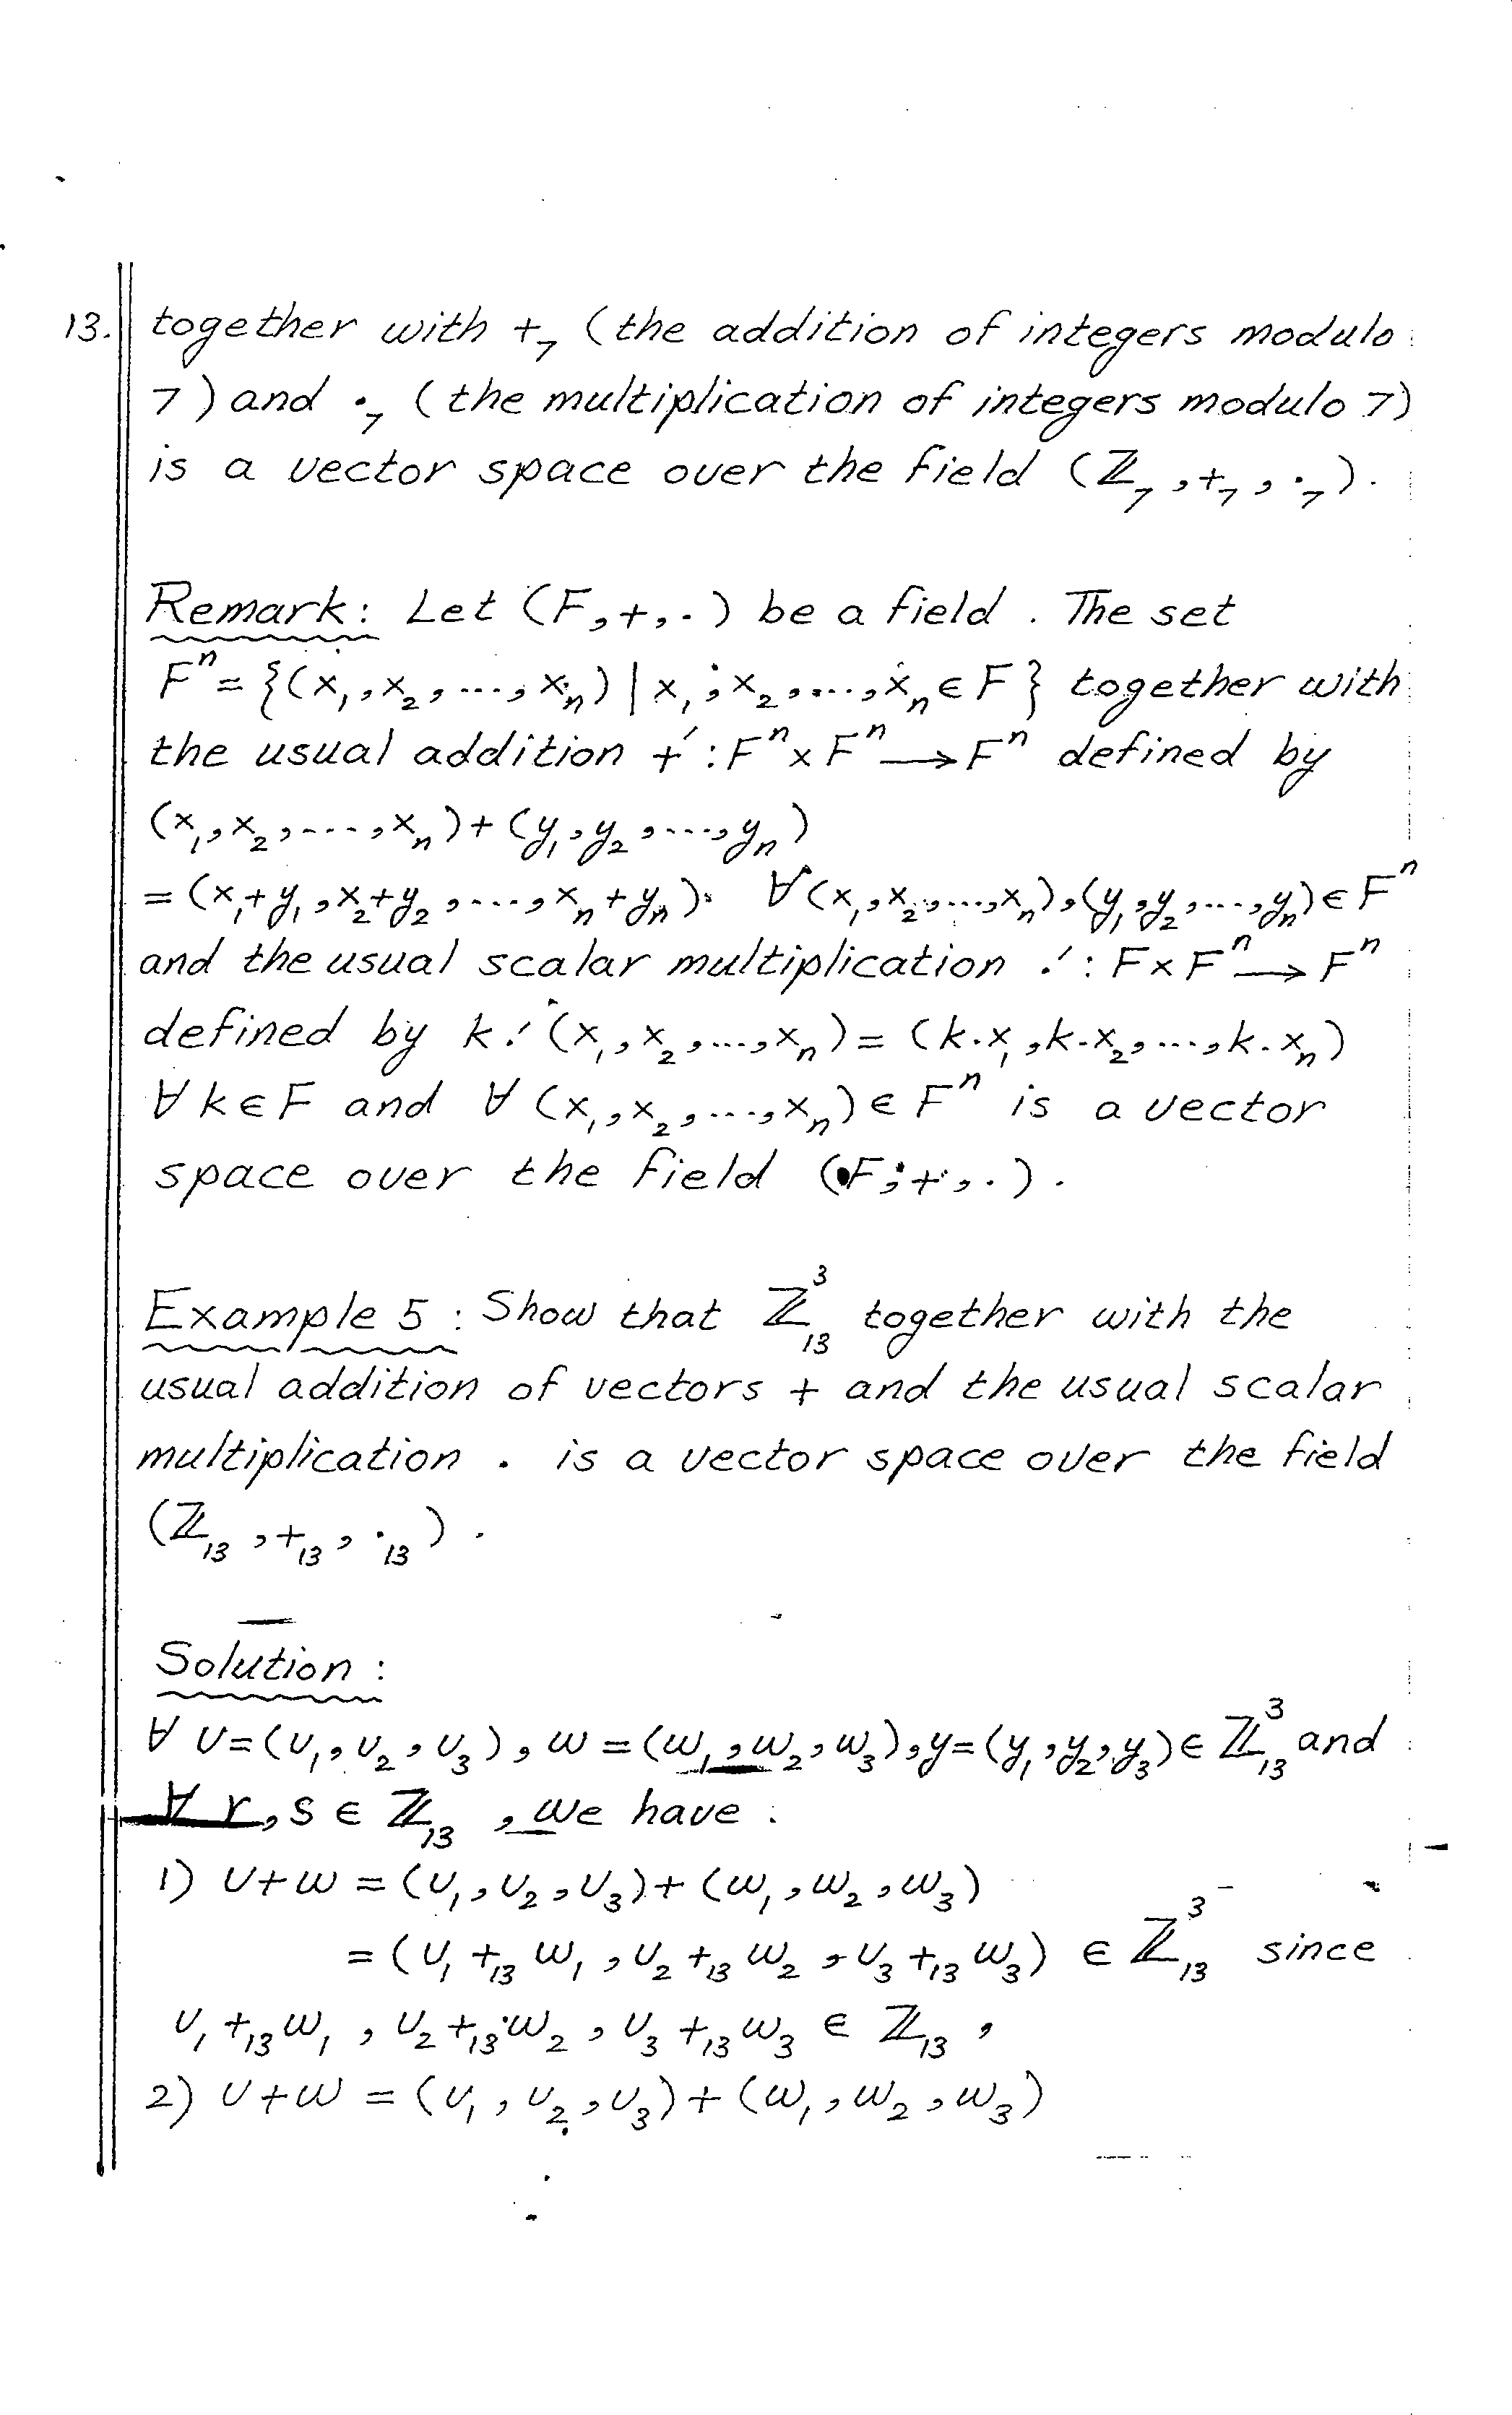 13. together with +₇ (the addition of integers modulo
7) and ·₇ (the multiplication of integers modulo 7)
is a vector space over the field (ℤ₇, +₇, ·₇).
Remark: Let (F, +, ·) be a field. The set
Fⁿ = {(x₁, x₂, ..., xₙ) | x₁, x₂, ..., xₙ ∈ F} together with
the usual addition +′ : Fⁿ × Fⁿ → Fⁿ defined by
(x₁, x₂, ----, xₙ) + (y₁, y₂, ----, yₙ)
= (x₁+y₁, x₂+y₂, ----, xₙ+yₙ) ∀ (x₁, x₂, ..., xₙ), (y₁, y₂, ..., yₙ) ∈ Fⁿ
and the usual scalar multiplication ·′ : F × Fⁿ → Fⁿ
defined by k ·′ (x₁, x₂, ..., xₙ) = (k·x₁, k·x₂, ..., k·xₙ)
∀ k ∈ F and ∀ (x₁, x₂, ..., xₙ) ∈ Fⁿ is a vector
space over the field (F, +, ·).
Example 5: Show that ℤ₁₃³ together with the
usual addition of vectors + and the usual scalar
multiplication · is a vector space over the field
(ℤ₁₃, +₁₃, ·₁₃).
Solution:
∀ v=(v₁, v₂, v₃), w=(w₁, w₂, w₃), y=(y₁, y₂, y₃) ∈ ℤ₁₃³ and
∀ r, s ∈ ℤ₁₃, we have:
1) v+w = (v₁, v₂, v₃) + (w₁, w₂, w₃)
= (v₁ +₁₃ w₁, v₂ +₁₃ w₂, v₃ +₁₃ w₃) ∈ ℤ₁₃³ since
v₁ +₁₃ w₁, v₂ +₁₃ w₂, v₃ +₁₃ w₃ ∈ ℤ₁₃,
2) v+w = (v₁, v₂, v₃) + (w₁, w₂, w₃)